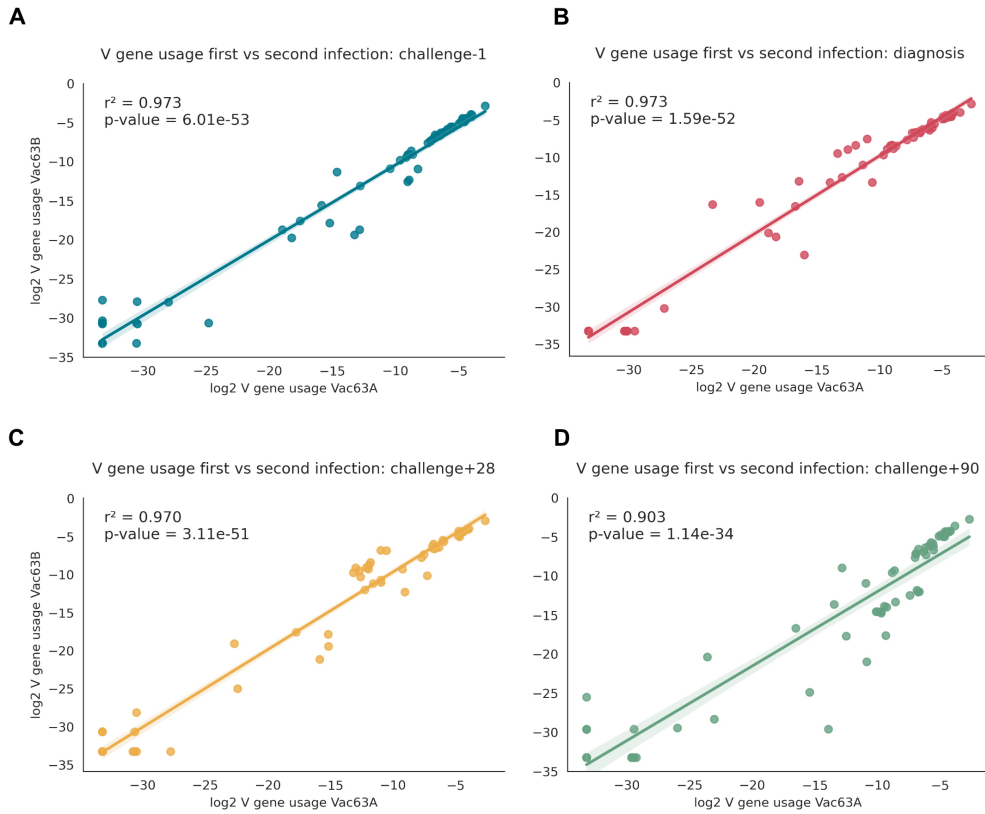 A
V gene usage first vs second infection: challenge-1
r² = 0.973
p-value = 6.01e-53
log2 V gene usage Vac63B
0
−5
−10
−15
−20
−25
−30
−35
−30
−25
−20
−15
−10
−5
log2 V gene usage Vac63A
B
V gene usage first vs second infection: diagnosis
r² = 0.973
p-value = 1.59e-52
0
−5
−10
−15
−20
−25
−30
−35
−30
−25
−20
−15
−10
−5
log2 V gene usage Vac63A
C
V gene usage first vs second infection: challenge+28
r² = 0.970
p-value = 3.11e-51
log2 V gene usage Vac63B
0
−5
−10
−15
−20
−25
−30
−35
−30
−25
−20
−15
−10
−5
log2 V gene usage Vac63A
D
V gene usage first vs second infection: challenge+90
r² = 0.903
p-value = 1.14e-34
0
−5
−10
−15
−20
−25
−30
−35
−30
−25
−20
−15
−10
−5
log2 V gene usage Vac63A